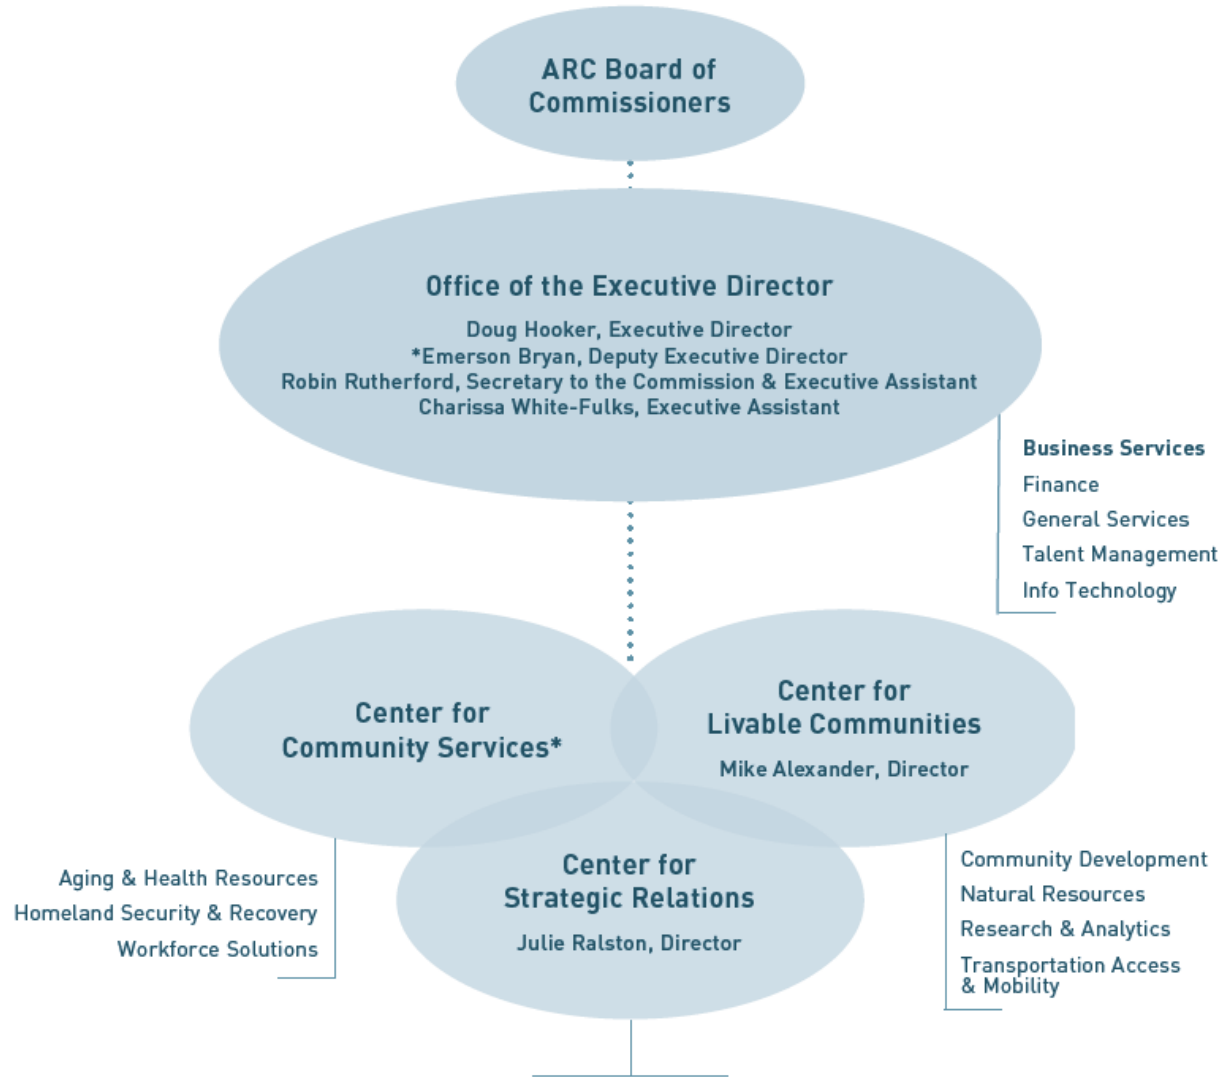 ARC Board of
Commissioners
Office of the Executive Director
Doug Hooker, Executive Director
*Emerson Bryan, Deputy Executive Director
Robin Rutherford, Secretary to the Commission & Executive Assistant
Charissa White-Fulks, Executive Assistant
Business Services
Finance
General Services
Talent Management
Info Technology
Center for
Community Services*
Center for
Livable Communities
Mike Alexander, Director
Center for
Strategic Relations
Julie Ralston, Director
Aging & Health Resources
Homeland Security & Recovery
Workforce Solutions
Community Development
Natural Resources
Research & Analytics
Transportation Access
& Mobility